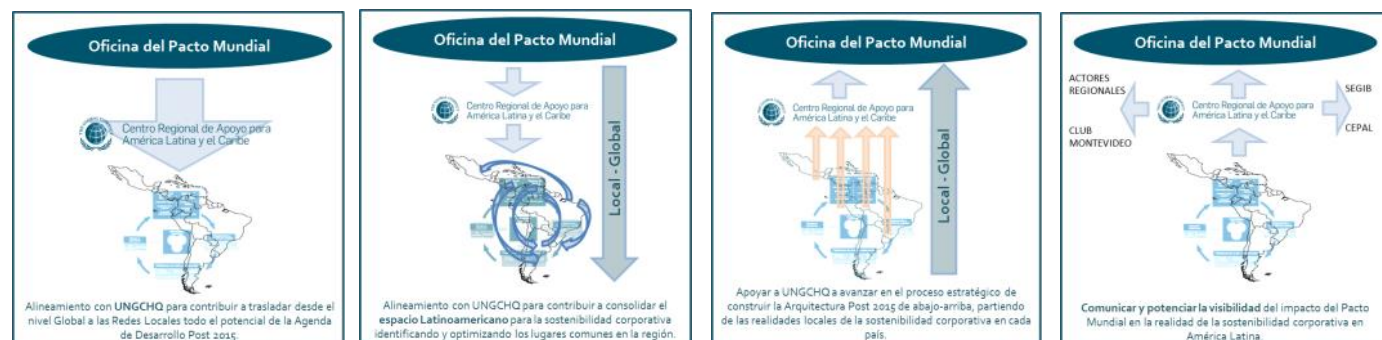 Oficina del Pacto Mundial
Centro Regional de Apoyo para
América Latina y el Caribe
Alineamiento con UNGCHQ para contribuir a trasladar desde el
nivel Global a las Redes Locales todo el potencial de la Agenda
de Desarrollo Post 2015.
Oficina del Pacto Mundial
Centro Regional de Apoyo para
América Latina y el Caribe
Local - Global
Alineamiento con UNGCHQ para contribuir a consolidar el
espacio Latinoamericano para la sostenibilidad corporativa
identificando y optimizando los lugares comunes en la región.
Oficina del Pacto Mundial
Centro Regional de Apoyo para
América Latina y el Caribe
Local - Global
Apoyar a UNGCHQ a avanzar en el proceso estratégico de
construir la Arquitectura Post 2015 de abajo-arriba, partiendo
de las realidades locales de la sostenibilidad corporativa en cada
país.
Oficina del Pacto Mundial
ACTORES
REGIONALES
CLUB
MONTEVIDEO
Centro Regional de Apoyo para
América Latina y el Caribe
SEGIB
CEPAL
Comunicar y potenciar la visibilidad del impacto del Pacto
Mundial en la realidad de la sostenibilidad corporativa en
América Latina.